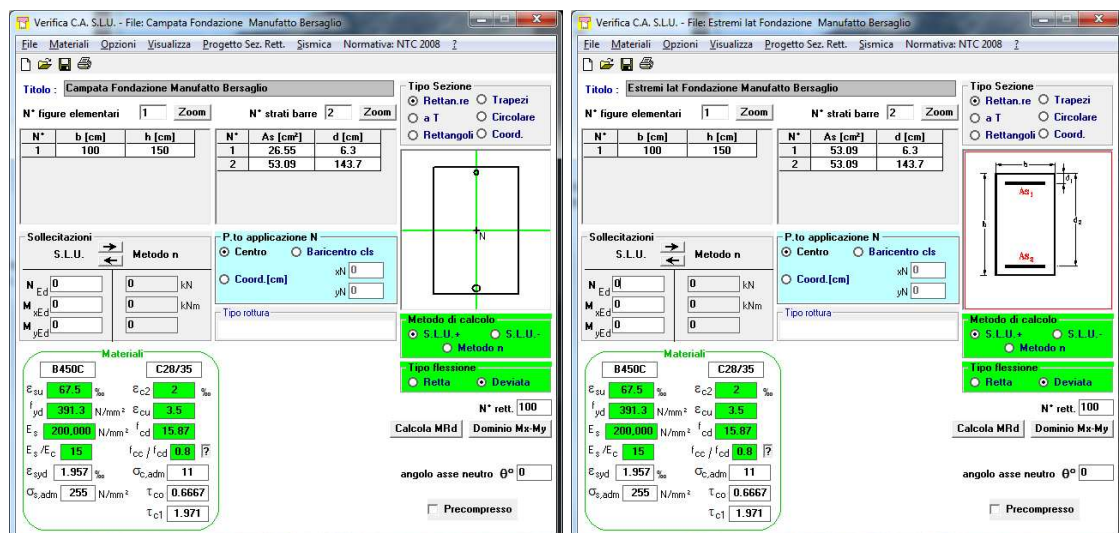 Verifica C.A. S.L.U. - File: Campata Fondazione Manufatto Bersaglio
File Materiali Opzioni Visualizza Progetto Sez. Rett. Sismica Normativa: NTC 2008 ?
Titolo : Campata Fondazione Manufatto Bersaglio
N° figure elementari 1 Zoom N° strati barre 2 Zoom
N° b [cm] h [cm]
1 100 150
N° As [cm²] d [cm]
1 26.55 6.3
2 53.09 143.7
Tipo Sezione
Rettan.re Trapezi
a T Circolare
Rettangoli Coord.
N
Sollecitazioni
S.L.U. Metodo n
N Ed 0 0 kN
M xEd 0 0 kNm
M yEd 0 0
P.to applicazione N
Centro Baricentro cls
Coord.[cm] xN 0
yN 0
Tipo rottura
Metodo di calcolo
S.L.U.+ S.L.U.-
Metodo n
Tipo flessione
Retta Deviata
Materiali
B450C C28/35
εsu 67.5 ‰ εc2 2 ‰
fyd 391.3 N/mm² εcu 3.5
Es 200,000 N/mm² fcd 15.87
Es/Ec 15 fcc / fcd 0.8 ?
εsyd 1.957 ‰ σc,adm 11
σs,adm 255 N/mm² τco 0.6667
τc1 1.971
N° rett. 100
Calcola MRd Dominio Mx-My
angolo asse neutro θ° 0
Precompresso
Verifica C.A. S.L.U. - File: Estremi lat Fondazione Manufatto Bersaglio
File Materiali Opzioni Visualizza Progetto Sez. Rett. Sismica Normativa: NTC 2008 ?
Titolo : Estremi lat Fondazione Manufatto Bersaglio
N° figure elementari 1 Zoom N° strati barre 2 Zoom
N° b [cm] h [cm]
1 100 150
N° As [cm²] d [cm]
1 53.09 6.3
2 53.09 143.7
Tipo Sezione
Rettan.re Trapezi
a T Circolare
Rettangoli Coord.
b
As1
d1
h
d2
As2
Sollecitazioni
S.L.U. Metodo n
N Ed 0 0 kN
M xEd 0 0 kNm
M yEd 0 0
P.to applicazione N
Centro Baricentro cls
Coord.[cm] xN 0
yN 0
Tipo rottura
Metodo di calcolo
S.L.U.+ S.L.U.-
Metodo n
Tipo flessione
Retta Deviata
Materiali
B450C C28/35
εsu 67.5 ‰ εc2 2 ‰
fyd 391.3 N/mm² εcu 3.5
Es 200,000 N/mm² fcd 15.87
Es/Ec 15 fcc / fcd 0.8 ?
εsyd 1.957 ‰ σc,adm 11
σs,adm 255 N/mm² τco 0.6667
τc1 1.971
N° rett. 100
Calcola MRd Dominio Mx-My
angolo asse neutro θ° 0
Precompresso